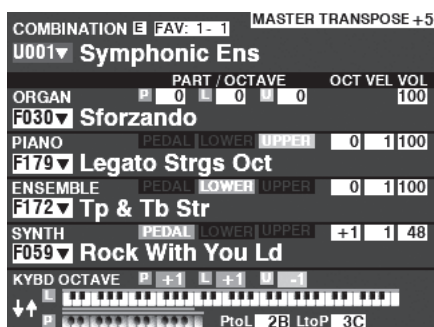 MASTER TRANSPOSE +5
COMBINATION E FAV: 1- 1
U001▼ Symphonic Ens
PART / OCTAVE OCT VEL VOL
ORGAN P 0 L 0 U 0 100
F030▼ Sforzando
PIANO PEDAL LOWER UPPER 0 1 100
F179▼ Legato Strgs Oct
ENSEMBLE PEDAL LOWER UPPER 0 1 100
F172▼ Tp & Tb Str
SYNTH PEDAL LOWER UPPER +1 1 48
F059▼ Rock With You Ld
KYBD OCTAVE P +1 L +1 U -1
L
P PtoL 2B LtoP 3C